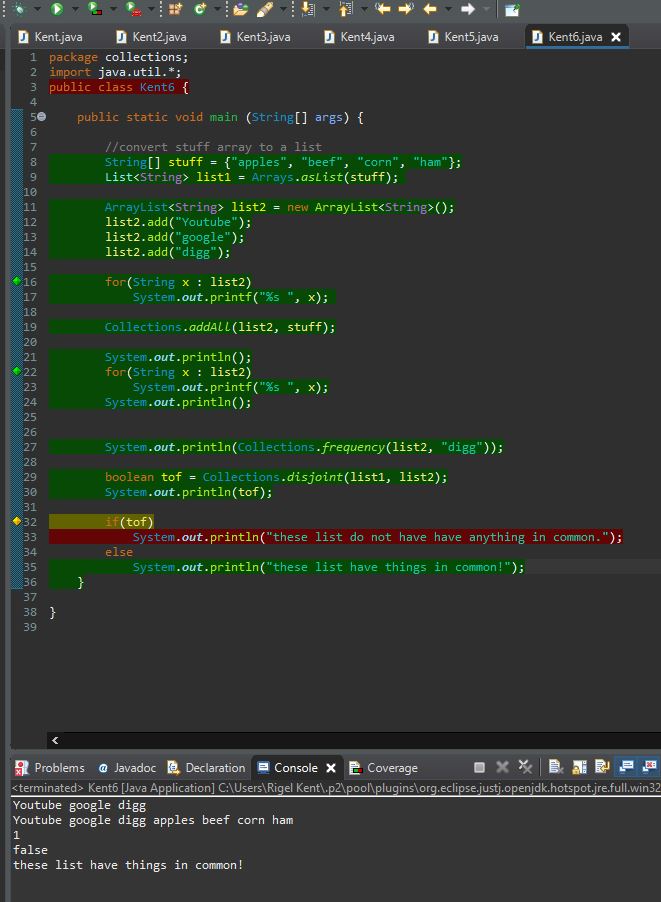 Kent.java Kent2.java Kent3.java Kent4.java Kent5.java Kent6.java
1 package collections;
2 import java.util.*;
3 public class Kent6 {
4
5 public static void main (String[] args) {
6
7 //convert stuff array to a list
8 String[] stuff = {"apples", "beef", "corn", "ham"};
9 List<String> list1 = Arrays.asList(stuff);
10
11 ArrayList<String> list2 = new ArrayList<String>();
12 list2.add("Youtube");
13 list2.add("google");
14 list2.add("digg");
15
16 for(String x : list2)
17 System.out.printf("%s ", x);
18
19 Collections.addAll(list2, stuff);
20
21 System.out.println();
22 for(String x : list2)
23 System.out.printf("%s ", x);
24 System.out.println();
25
26
27 System.out.println(Collections.frequency(list2, "digg"));
28
29 boolean tof = Collections.disjoint(list1, list2);
30 System.out.println(tof);
31
32 if(tof)
33 System.out.println("these list do not have have anything in common.");
34 else
35 System.out.println("these list have things in common!");
36 }
37
38 }
39
Problems @ Javadoc Declaration Console Coverage
<terminated> Kent6 [Java Application] C:\Users\Rigel Kent\.p2\pool\plugins\org.eclipse.justj.openjdk.hotspot.jre.full.win32
Youtube google digg
Youtube google digg apples beef corn ham
1
false
these list have things in common!